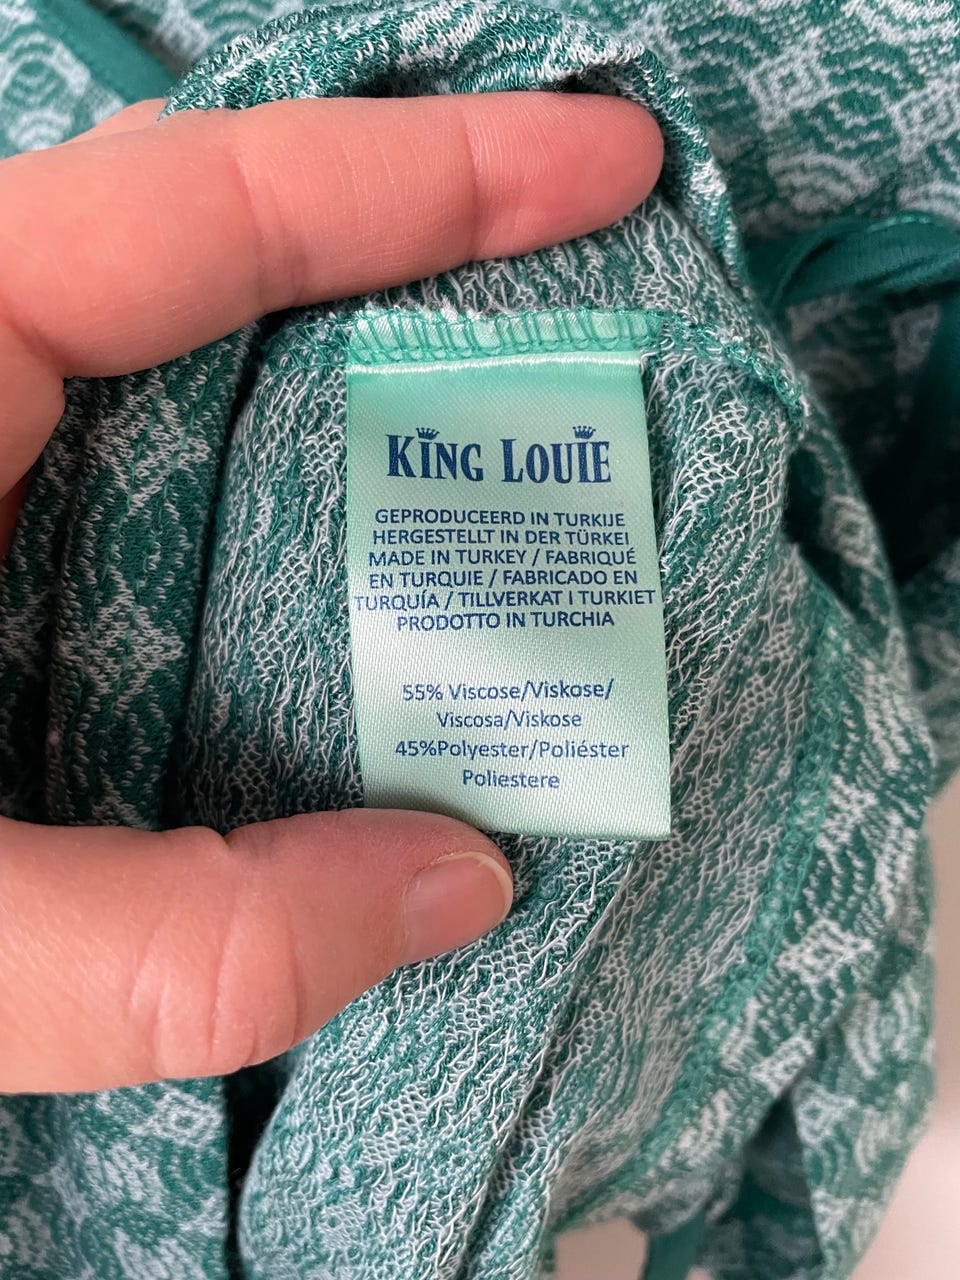 KING LOUIE
GEPRODUCEERD IN TURKIJE
HERGESTELLT IN DER TÜRKEI
MADE IN TURKEY / FABRIQUÉ
EN TURQUIE / FABRICADO EN
TURQUÍA / TILLVERKAT I TURKIET
PRODOTTO IN TURCHIA
55% Viscose/Viskose/
Viscosa/Viskose
45%Polyester/Poliéster
Poliestere